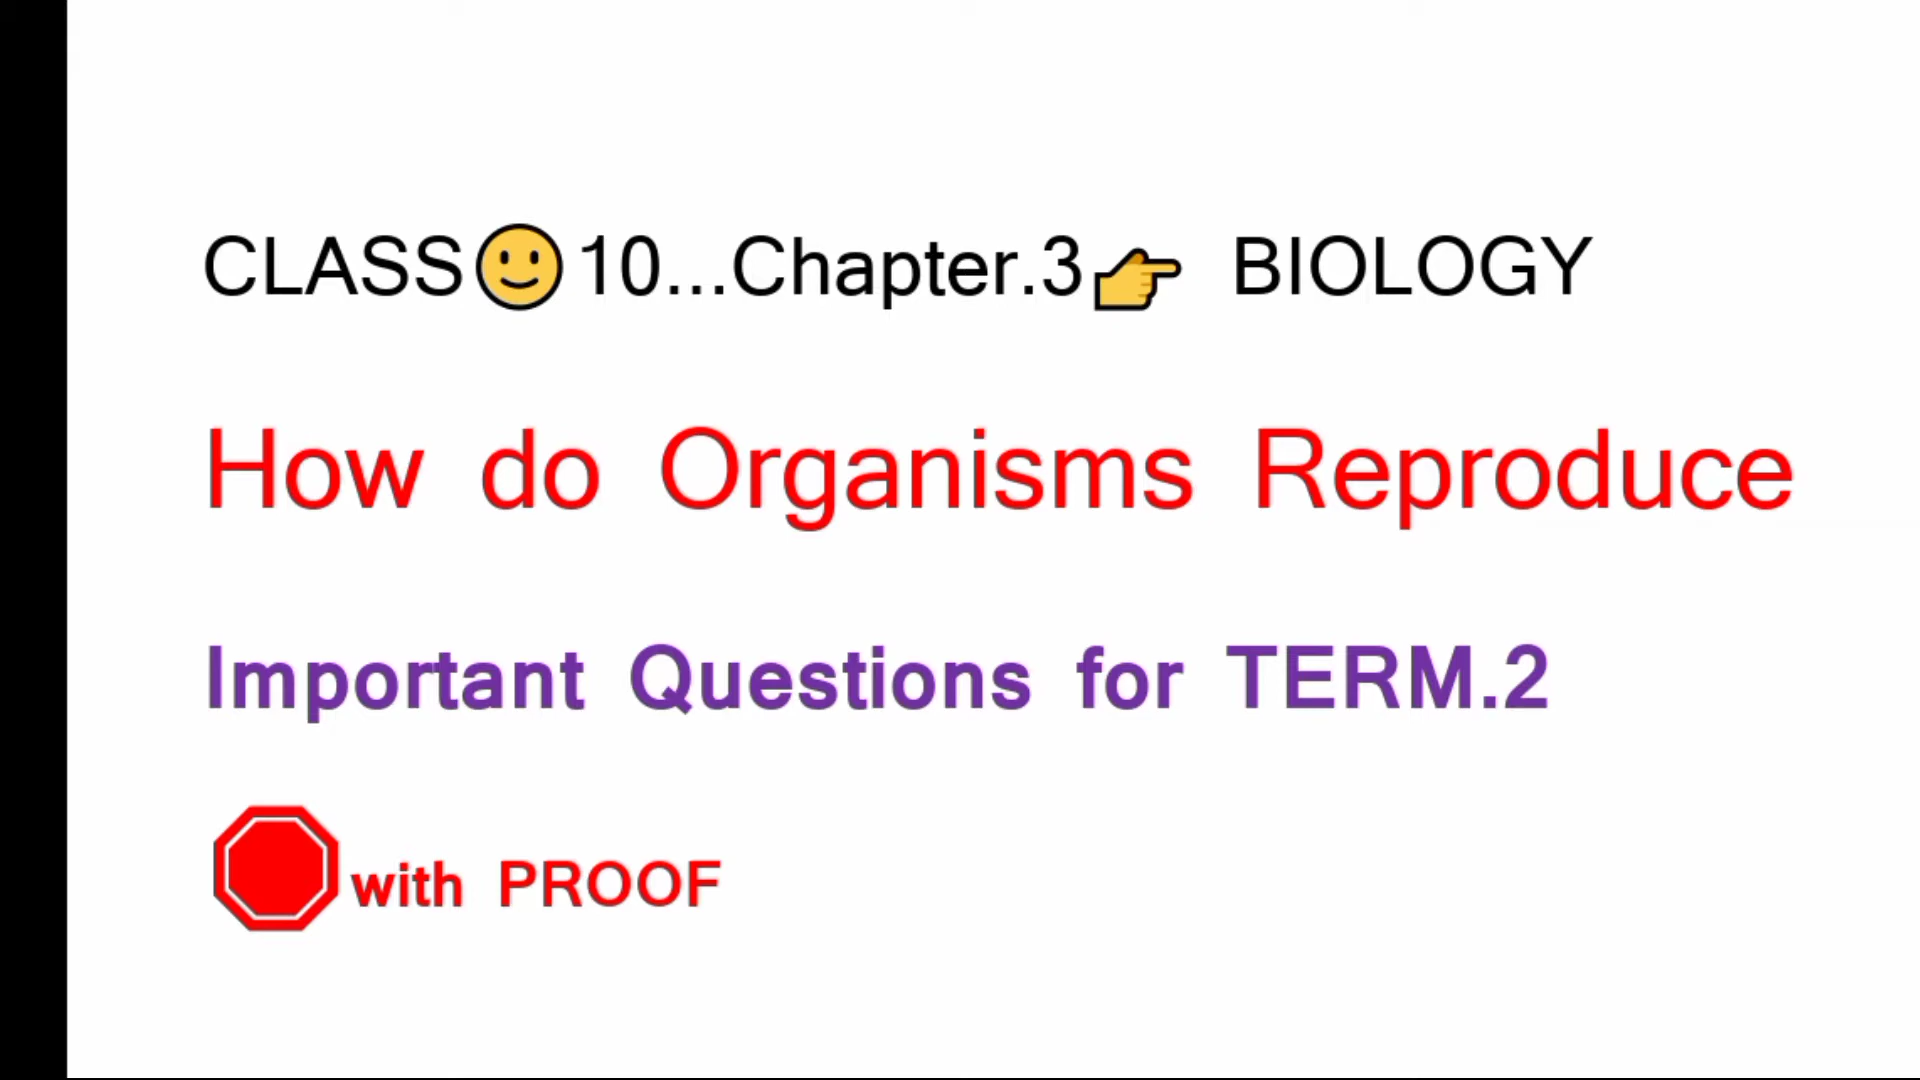 CLASS🙂10...Chapter.3👉 BIOLOGY
How do Organisms Reproduce
Important Questions for TERM.2
🛑with PROOF